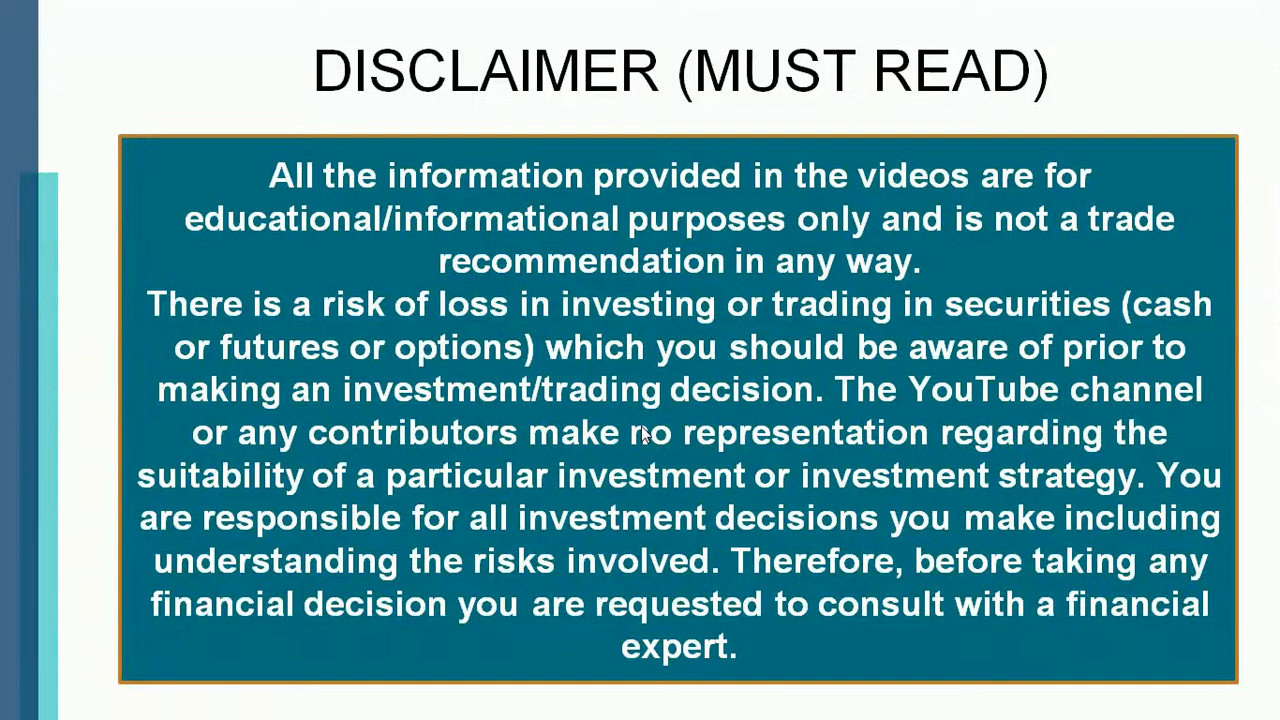 DISCLAIMER (MUST READ)
All the information provided in the videos are for
educational/informational purposes only and is not a trade
recommendation in any way.
There is a risk of loss in investing or trading in securities (cash
or futures or options) which you should be aware of prior to
making an investment/trading decision. The YouTube channel
or any contributors make no representation regarding the
suitability of a particular investment or investment strategy. You
are responsible for all investment decisions you make including
understanding the risks involved. Therefore, before taking any
financial decision you are requested to consult with a financial
expert.